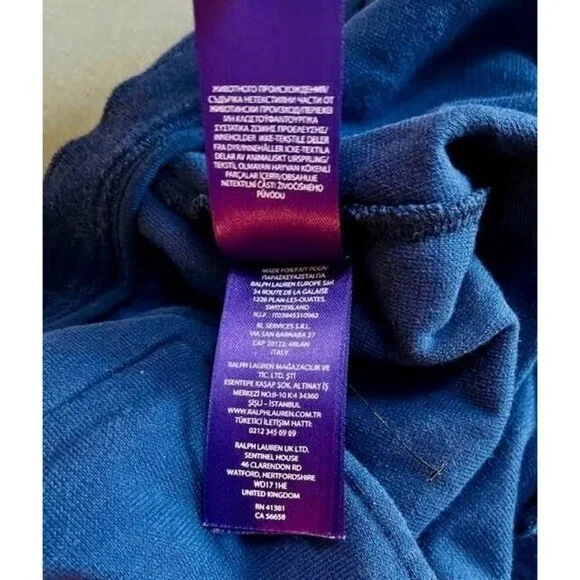 ЖИВОТНОГО ПРОИСХОЖДЕНИЯ/
СЪДЪРЖА НЕТЕКСТИЛНИ ЧАСТИ ОТ
ЖИВОТИНСКИ ПРОИЗХОД/ПЕРІЕХЕІ
ΣΥΣΤΑΤΙΚΑ ΖΩΙΚΗΣ ΠΡΟΕΛΕΥΣΗΣ/
INNEHOLDER IKKE-TEKSTILE DELER
FRA DYR/INNEHÅLLER ICKE-TEXTILA
DELAR AV ANIMALISKT URSPRUNG/
TEKSTİL OLMAYAN HAYVAN KÖKENLİ
PARÇALAR İÇERİR/OBSAHUJE
NETEXTILNÍ ČÁSTI ŽIVOČIŠNÉHO
PŮVODU
MADE FOR/FAIT POUR/
ΠΑΡΑΣΚΕΥΑΖΕΤΑΙ ΓΙΑ
RALPH LAUREN EUROPE Sàrl
24 ROUTE DE LA GALAISE
1228 PLAN-LES-OUATES,
SWITZERLAND
N.I.F. : IT03945310962
RL SERVICES S.R.L.
VIA SAN BARNABA 27
CAP 20122, MILAN
ITALY
RALPH LAUREN MAĞAZACILIK VE
TİC. LTD. ŞTİ
ESENTEPE KASAP SOK. ALTINAY İŞ
MERKEZİ NO:8-10 K:4 34360
ŞİŞLİ - İSTANBUL
WWW.RALPHLAUREN.COM.TR
TÜKETİCİ İLETİŞİM HATTI:
0212 345 69 69
RALPH LAUREN UK LTD.
SENTINEL HOUSE
46 CLARENDON RD
WATFORD, HERTFORDSHIRE
WD17 1HE
UNITED KINGDOM
RN 41381
CA 56658